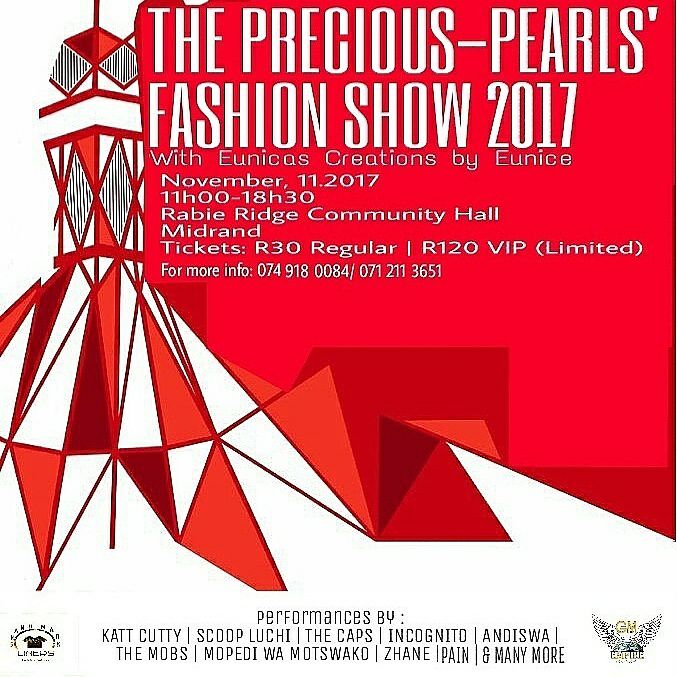 THE PRECIOUS-PEARLS'
FASHION SHOW 2017
With Eunicas Creations by Eunice
November, 11.2017
11h00-18h30
Rabie Ridge Community Hall
Midrand
Tickets: R30 Regular | R120 VIP (Limited)
For more info: 074 918 0084/ 071 211 3651
Performances By :
KATT CUTTY | SCOOP LUCHI | THE CAPS | INCOGNITO | ANDISWA |
THE MOBS | MOPEDI WA MOTSWAKO | ZHANE |PAIN | & MANY MORE
LINERS
GM
EMPIRE